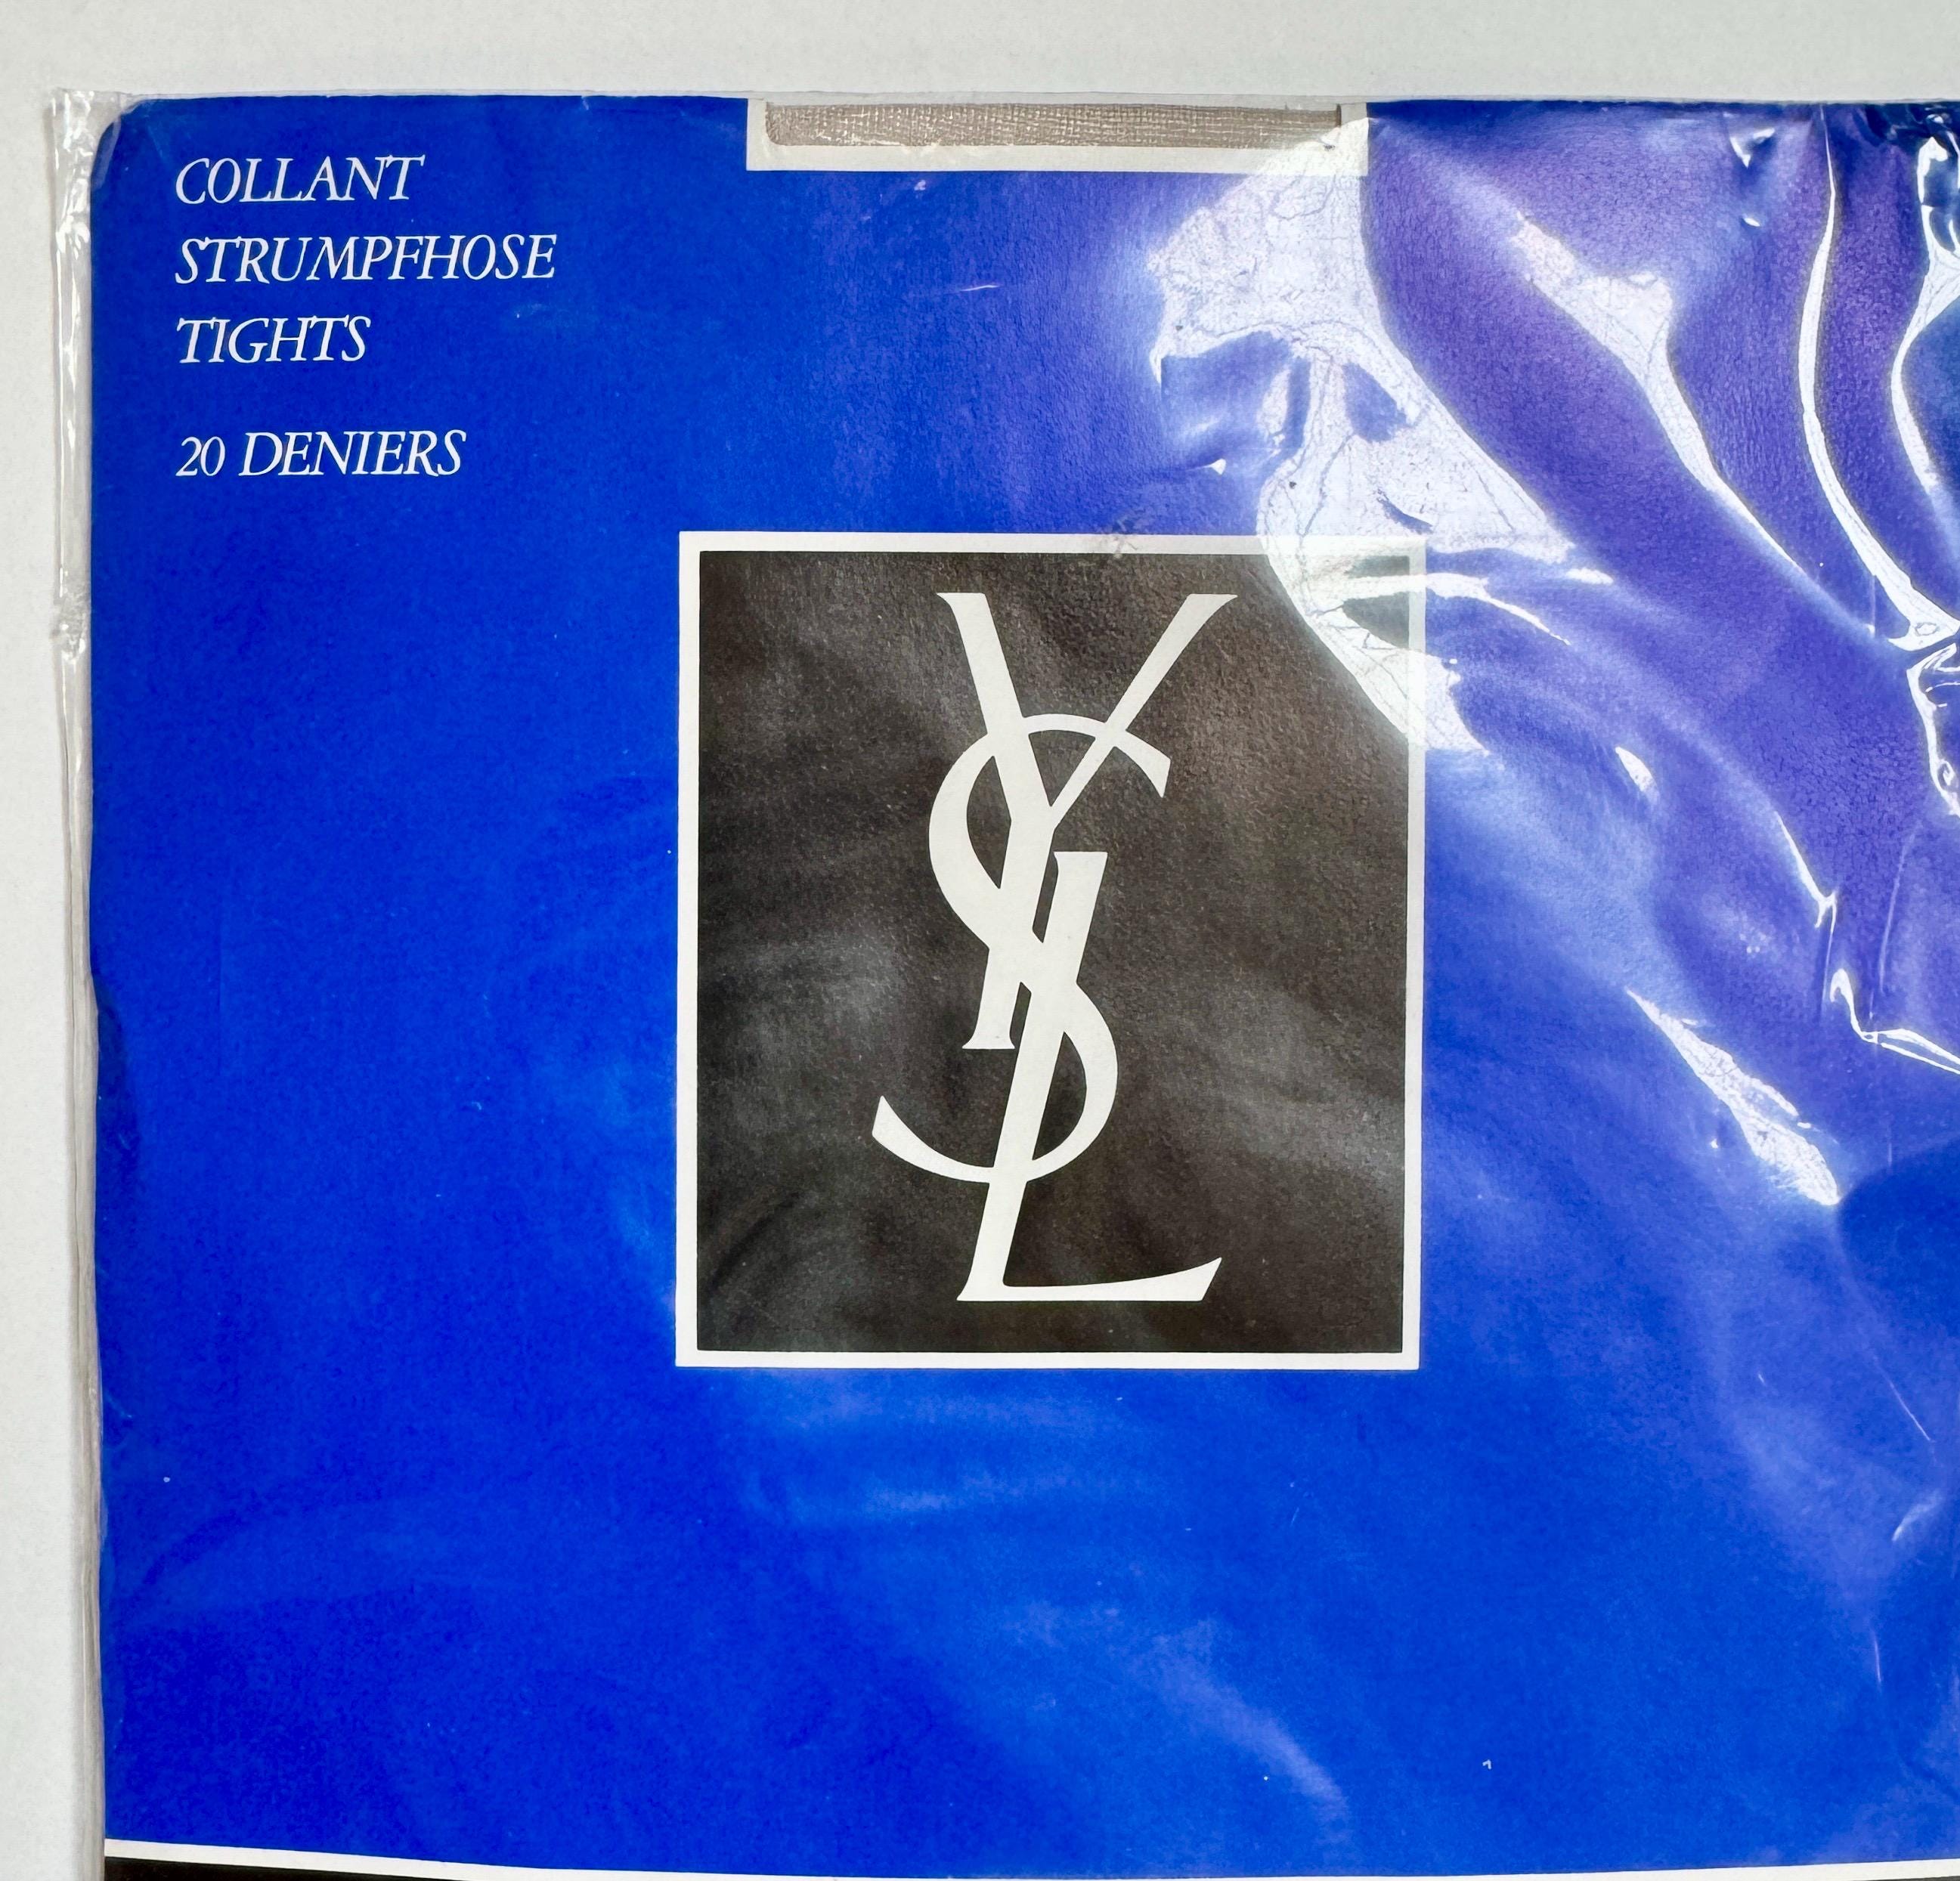 COLLANT
STRUMPFHOSE
TIGHTS
20 DENIERS
YSL